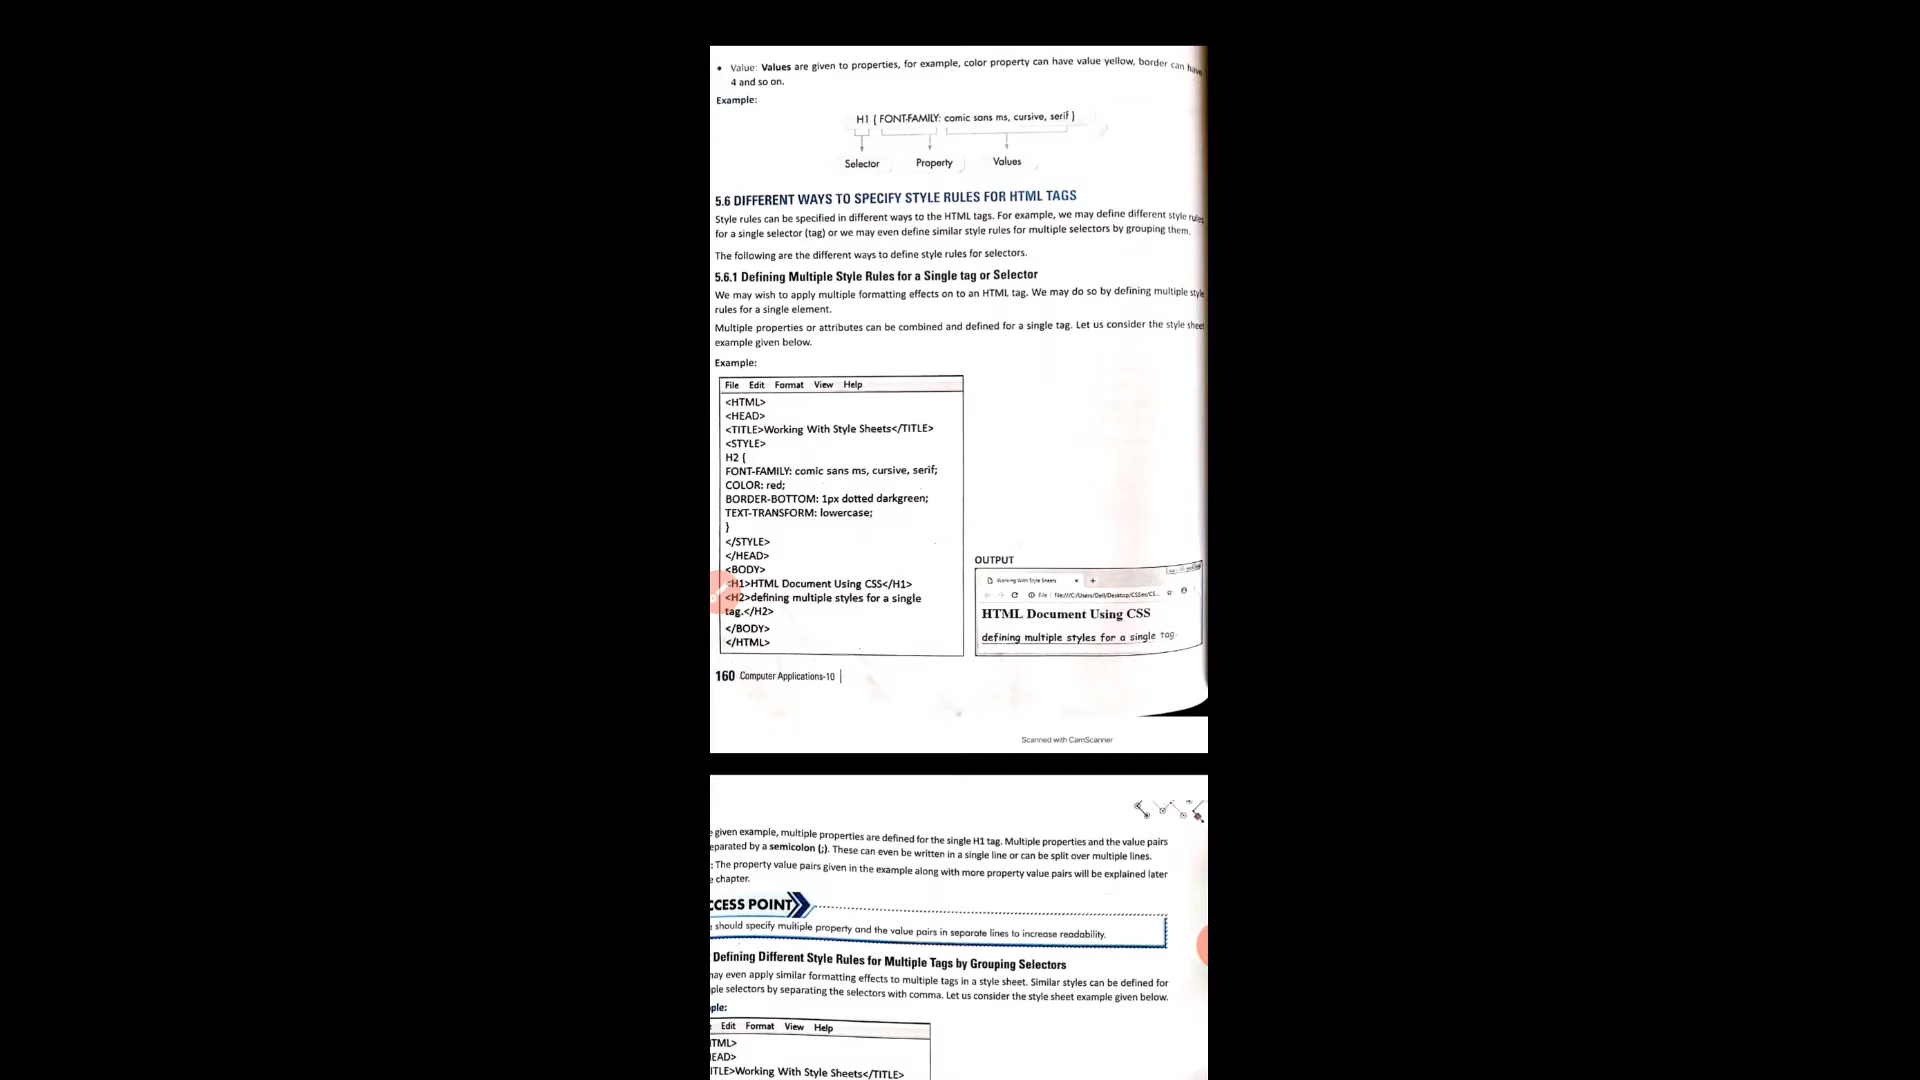 • Value: Values are given to properties, for example, color property can have value yellow, border can have
4 and so on.
Example:
H1 { FONT-FAMILY: comic sans ms, cursive, serif }
Selector Property Values
5.6 DIFFERENT WAYS TO SPECIFY STYLE RULES FOR HTML TAGS
Style rules can be specified in different ways to the HTML tags. For example, we may define different style rules
for a single selector (tag) or we may even define similar style rules for multiple selectors by grouping them.
The following are the different ways to define style rules for selectors.
5.6.1 Defining Multiple Style Rules for a Single tag or Selector
We may wish to apply multiple formatting effects on to an HTML tag. We may do so by defining multiple style
rules for a single element.
Multiple properties or attributes can be combined and defined for a single tag. Let us consider the style sheet
example given below.
Example:
File Edit Format View Help
<HTML>
<HEAD>
<TITLE>Working With Style Sheets</TITLE>
<STYLE>
H2 {
FONT-FAMILY: comic sans ms, cursive, serif;
COLOR: red;
BORDER-BOTTOM: 1px dotted darkgreen;
TEXT-TRANSFORM: lowercase;
}
</STYLE>
</HEAD>
<BODY>
<H1>HTML Document Using CSS</H1>
<H2>defining multiple styles for a single
tag.</H2>
</BODY>
</HTML>
OUTPUT
Working With Style Sheets × +
File | file:///C:/Users/Dell/Desktop/CSSex/CS...
HTML Document Using CSS
defining multiple styles for a single tag.
160 Computer Applications-10
Scanned with CamScanner
e given example, multiple properties are defined for the single H1 tag. Multiple properties and the value pairs
eparated by a semicolon (;). These can even be written in a single line or can be split over multiple lines.
: The property value pairs given in the example along with more property value pairs will be explained later
e chapter.
CCESS POINT
should specify multiple property and the value pairs in separate lines to increase readability.
Defining Different Style Rules for Multiple Tags by Grouping Selectors
may even apply similar formatting effects to multiple tags in a style sheet. Similar styles can be defined for
ple selectors by separating the selectors with comma. Let us consider the style sheet example given below.
ple:
Edit Format View Help
TML>
EAD>
ITLE>Working With Style Sheets</TITLE>